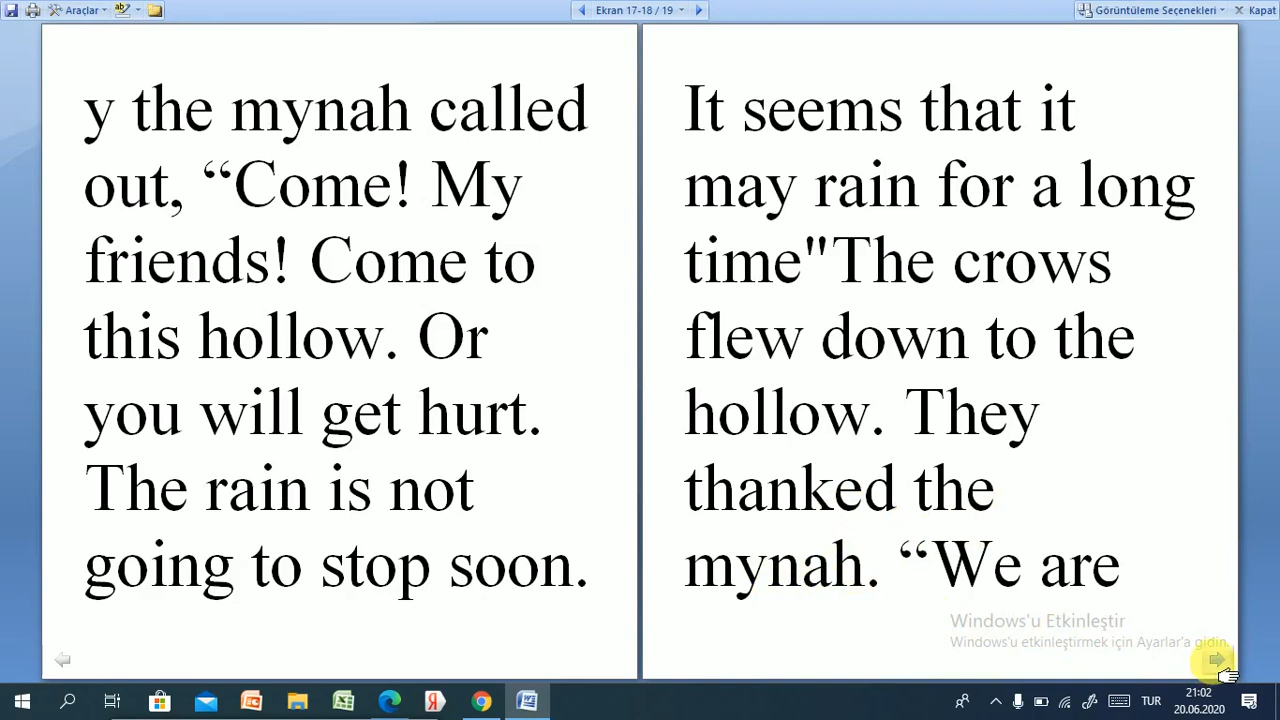 Araçlar
Ekran 17-18 / 19
Görüntüleme Seçenekleri
Kapat
y the mynah called
out, “Come! My
friends! Come to
this hollow. Or
you will get hurt.
The rain is not
going to stop soon.
It seems that it
may rain for a long
time"The crows
flew down to the
hollow. They
thanked the
mynah. “We are
Windows'u Etkinleştir
Windows'u etkinleştirmek için Ayarlar'a gidin.
TUR
21:02
20.06.2020